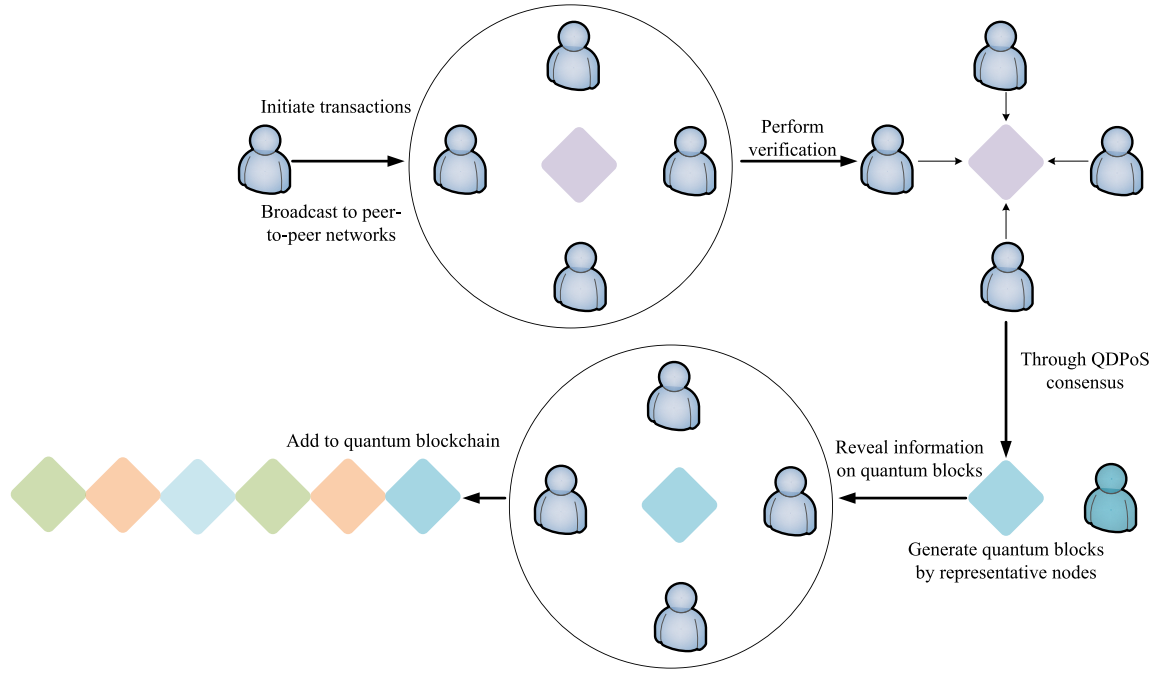 Initiate transactions
Broadcast to peer-
to-peer networks
Perform
verification
Through QDPoS
consensus
Generate quantum blocks
by representative nodes
Reveal information
on quantum blocks
Add to quantum blockchain